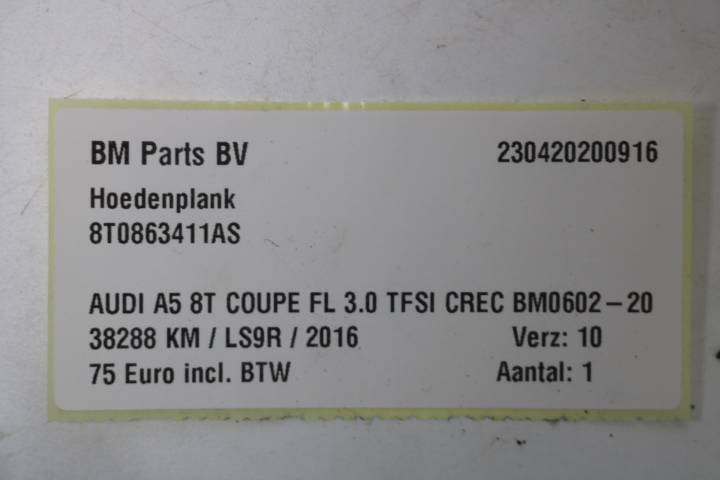 BM Parts BV 230420200916
Hoedenplank
8T0863411AS
AUDI A5 8T COUPE FL 3.0 TFSI CREC BM0602-20
38288 KM / LS9R / 2016 Verz: 10
75 Euro incl. BTW Aantal: 1